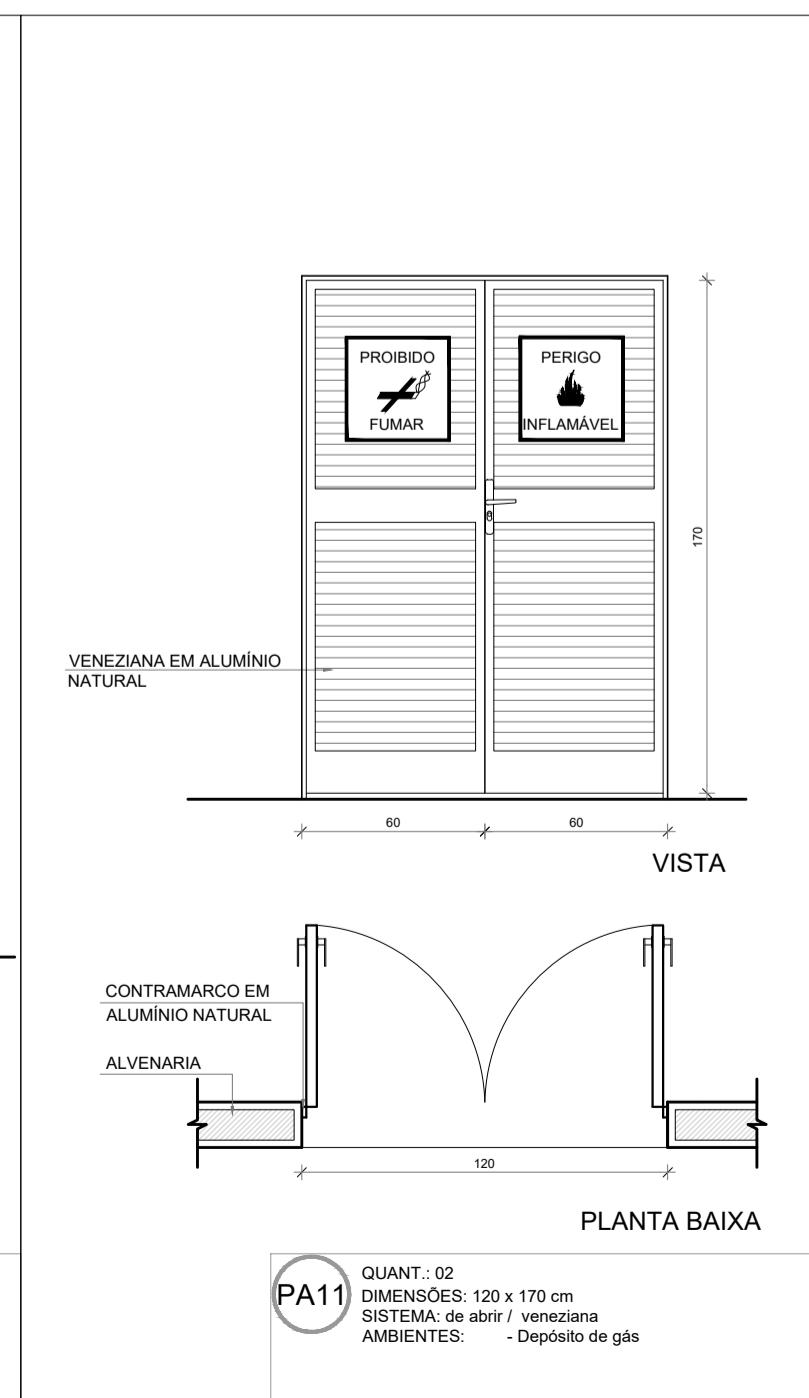 PROIBIDO
FUMAR
PERIGO
INFLAMÁVEL
170
VENEZIANA EM ALUMÍNIO
NATURAL
60
60
VISTA
CONTRAMARCO EM
ALUMÍNIO NATURAL
ALVENARIA
120
PLANTA BAIXA
PA11
QUANT.: 02
DIMENSÕES: 120 x 170 cm
SISTEMA: de abrir / veneziana
AMBIENTES: - Depósito de gás